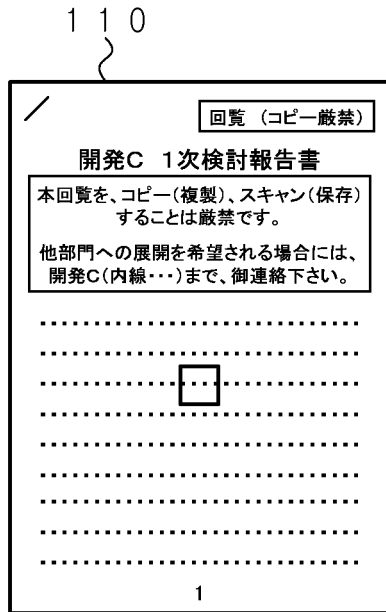 110
回覧 (コピー厳禁)
開発C 1次検討報告書
本回覧を、コピー(複製)、スキャン(保存)
することは厳禁です。
他部門への展開を希望される場合には、
開発C(内線・・・)まで、御連絡下さい。
1